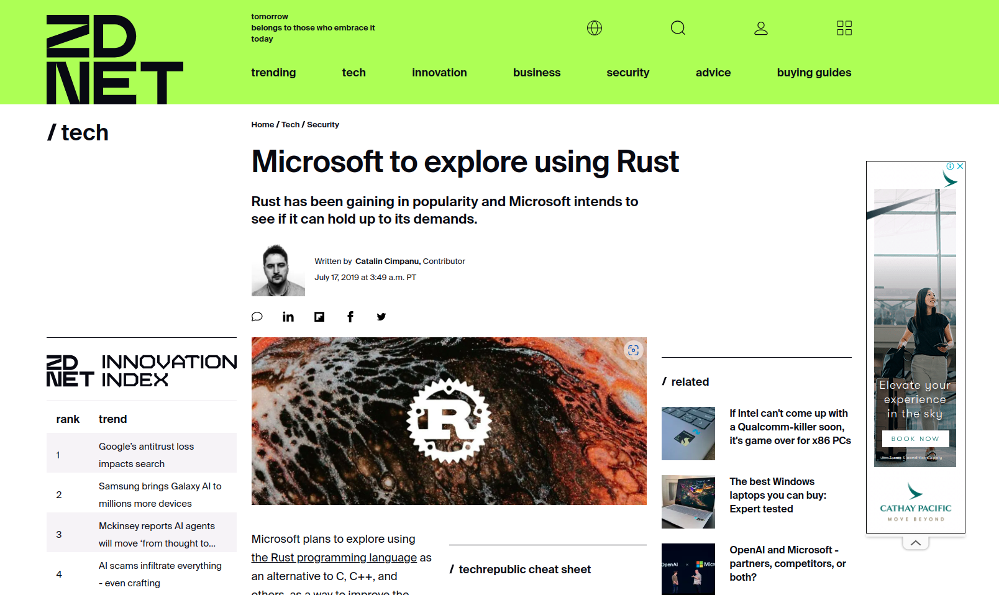 ZD
NET
tomorrow
belongs to those who embrace it
today
trending tech innovation business security advice buying guides
/ tech
Home / Tech / Security
Microsoft to explore using Rust
Rust has been gaining in popularity and Microsoft intends to
see if it can hold up to its demands.
Written by Catalin Cimpanu, Contributor
July 17, 2019 at 3:49 a.m. PT
ZD
NET
INNOVATION
INDEX
rank trend
1
Google's antitrust loss
impacts search
2
Samsung brings Galaxy AI to
millions more devices
3
Mckinsey reports AI agents
will move ‘from thought to...
4
AI scams infiltrate everything
- even crafting
R
Microsoft plans to explore using
the Rust programming language as
an alternative to C, C++, and
others, as a way to improve the
/ techrepublic cheat sheet
/ related
If Intel can't come up with
a Qualcomm-killer soon,
it's game over for x86 PCs
The best Windows
laptops you can buy:
Expert tested
OpenAI × Micr
OpenAI and Microsoft -
partners, competitors, or
both?
Elevate your
experience
in the sky
BOOK NOW
Terms & conditions apply
CATHAY PACIFIC
MOVE BEYOND